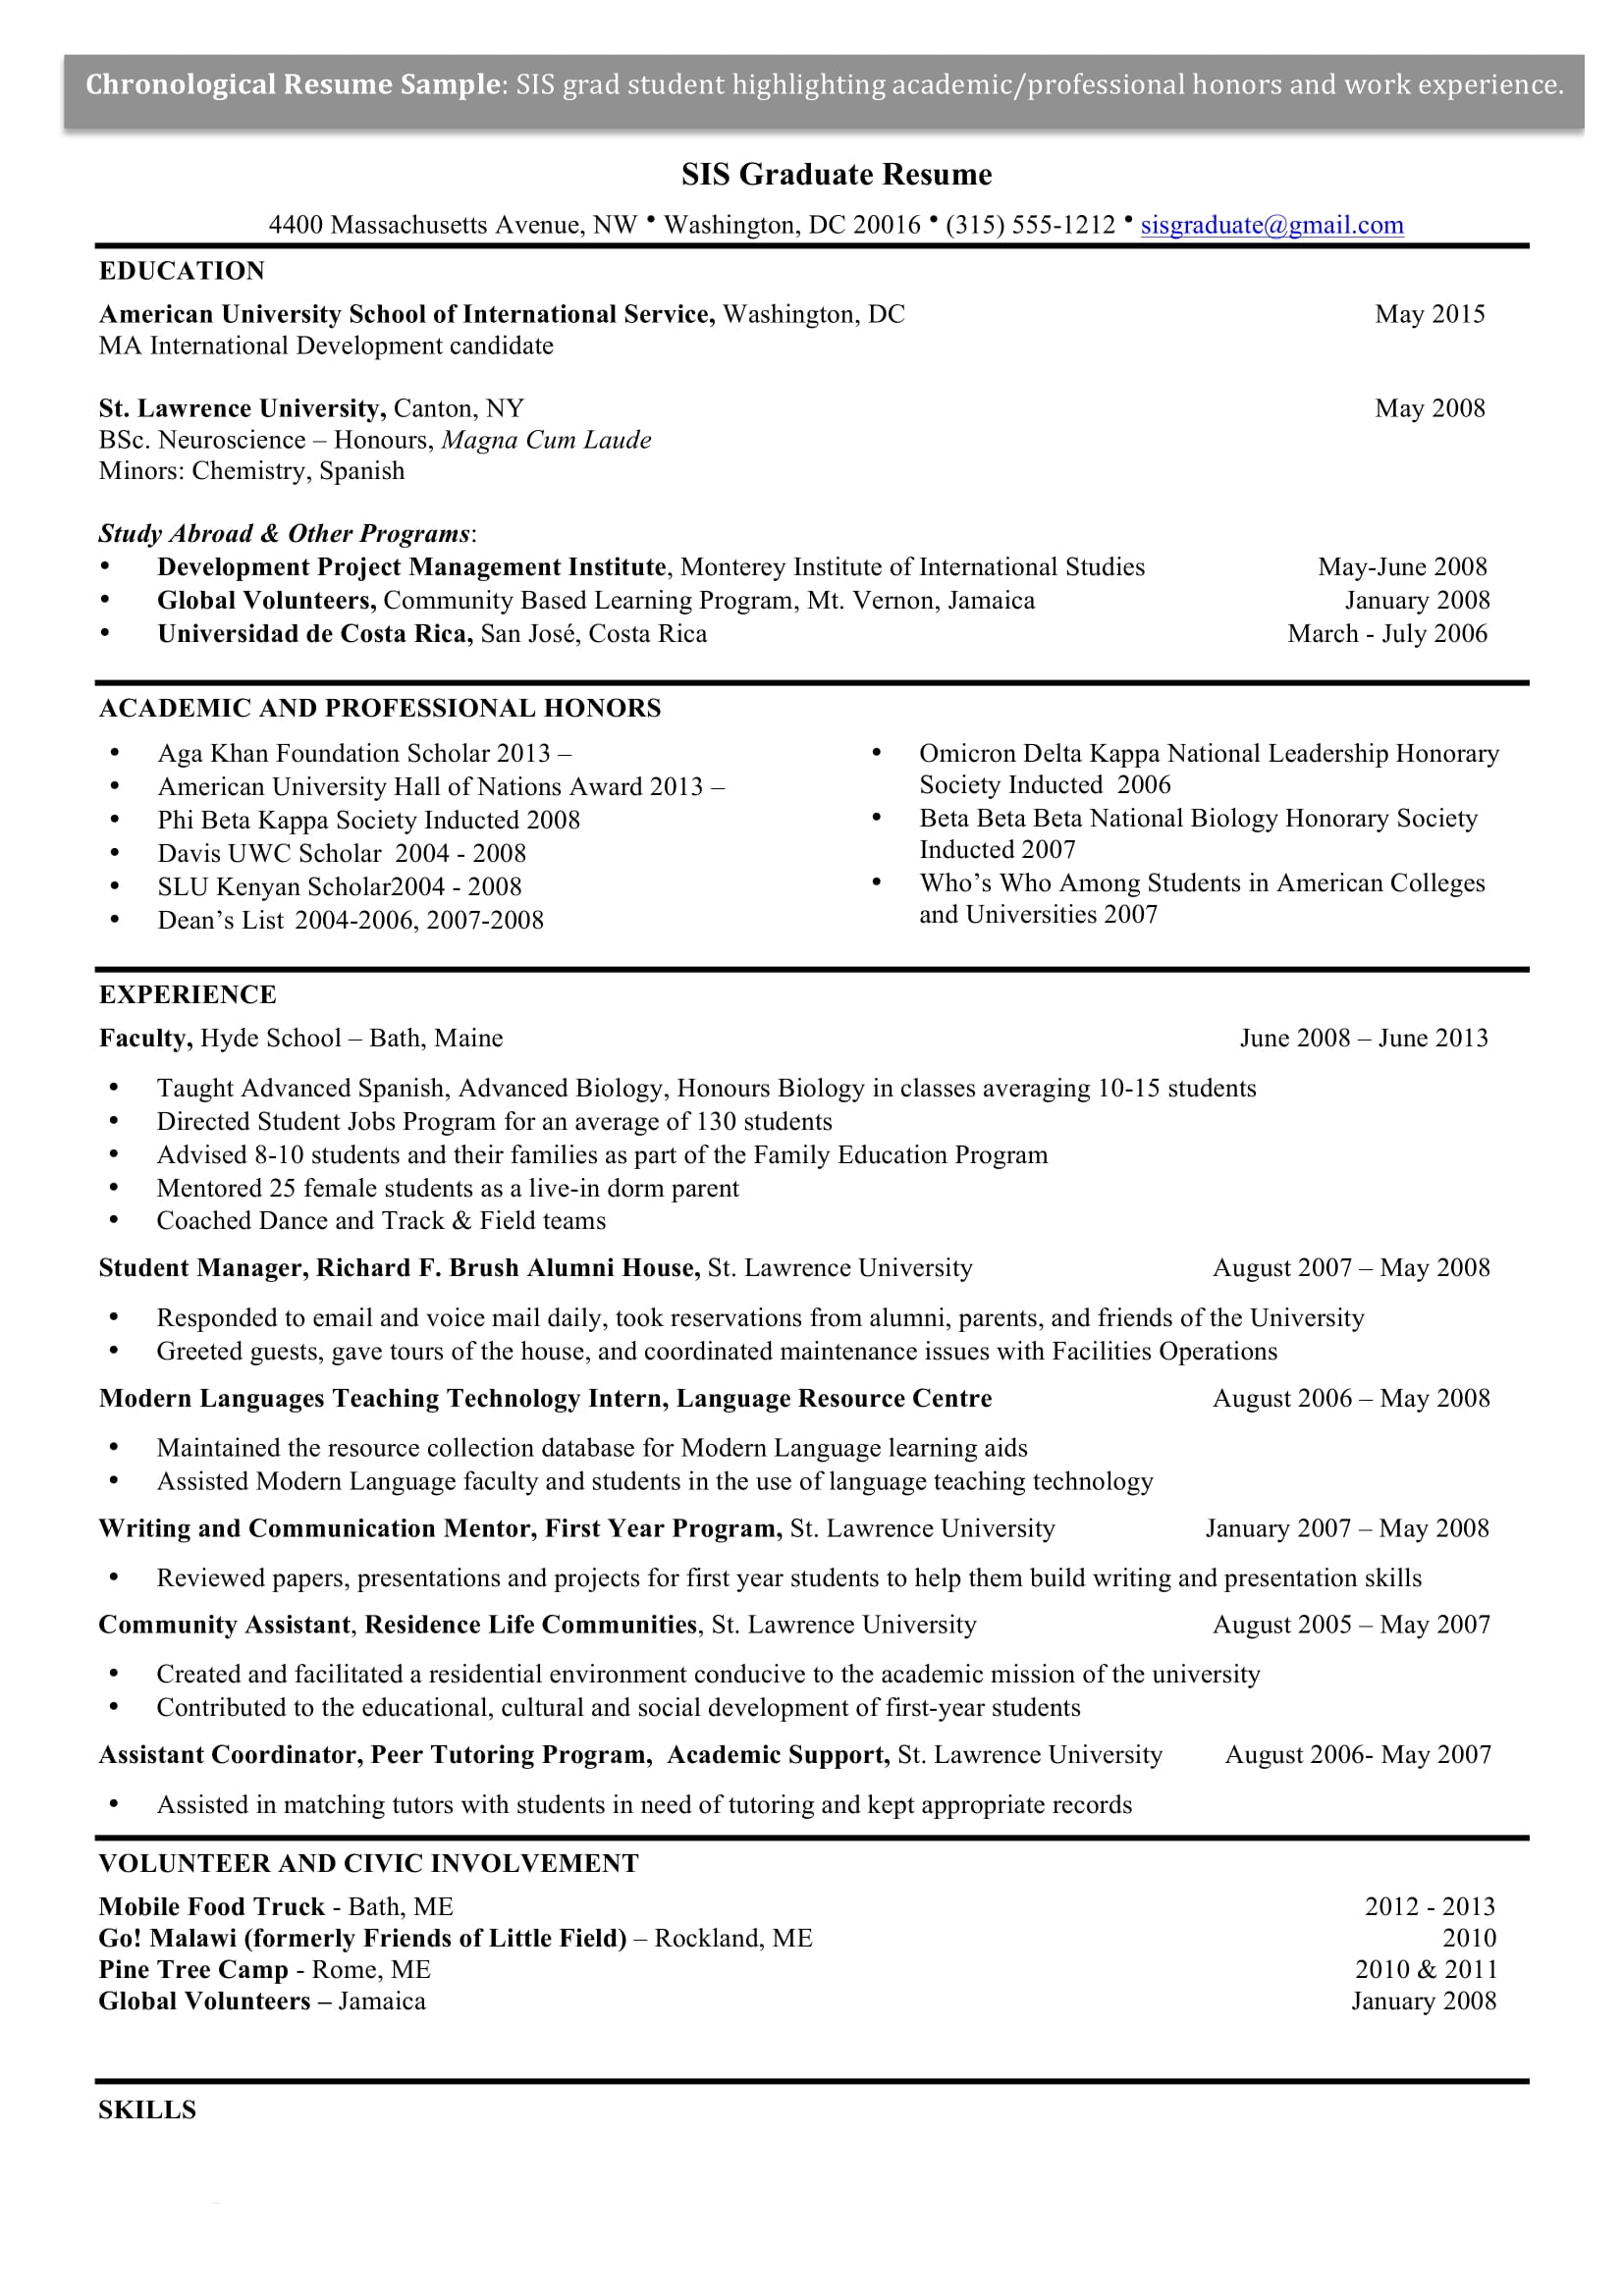 Chronological Resume Sample: SIS grad student highlighting academic/professional honors and work experience.
SIS Graduate Resume
4400 Massachusetts Avenue, NW • Washington, DC 20016 • (315) 555-1212 • sisgraduate@gmail.com
EDUCATION
American University School of International Service, Washington, DC May 2015
MA International Development candidate
St. Lawrence University, Canton, NY May 2008
BSc. Neuroscience – Honours, Magna Cum Laude
Minors: Chemistry, Spanish
Study Abroad & Other Programs:
• Development Project Management Institute, Monterey Institute of International Studies May-June 2008
• Global Volunteers, Community Based Learning Program, Mt. Vernon, Jamaica January 2008
• Universidad de Costa Rica, San José, Costa Rica March - July 2006
ACADEMIC AND PROFESSIONAL HONORS
• Aga Khan Foundation Scholar 2013 –
• American University Hall of Nations Award 2013 –
• Phi Beta Kappa Society Inducted 2008
• Davis UWC Scholar 2004 - 2008
• SLU Kenyan Scholar2004 - 2008
• Dean’s List 2004-2006, 2007-2008
• Omicron Delta Kappa National Leadership Honorary
Society Inducted 2006
• Beta Beta Beta National Biology Honorary Society
Inducted 2007
• Who’s Who Among Students in American Colleges
and Universities 2007
EXPERIENCE
Faculty, Hyde School – Bath, Maine June 2008 – June 2013
• Taught Advanced Spanish, Advanced Biology, Honours Biology in classes averaging 10-15 students
• Directed Student Jobs Program for an average of 130 students
• Advised 8-10 students and their families as part of the Family Education Program
• Mentored 25 female students as a live-in dorm parent
• Coached Dance and Track & Field teams
Student Manager, Richard F. Brush Alumni House, St. Lawrence University August 2007 – May 2008
• Responded to email and voice mail daily, took reservations from alumni, parents, and friends of the University
• Greeted guests, gave tours of the house, and coordinated maintenance issues with Facilities Operations
Modern Languages Teaching Technology Intern, Language Resource Centre August 2006 – May 2008
• Maintained the resource collection database for Modern Language learning aids
• Assisted Modern Language faculty and students in the use of language teaching technology
Writing and Communication Mentor, First Year Program, St. Lawrence University January 2007 – May 2008
• Reviewed papers, presentations and projects for first year students to help them build writing and presentation skills
Community Assistant, Residence Life Communities, St. Lawrence University August 2005 – May 2007
• Created and facilitated a residential environment conducive to the academic mission of the university
• Contributed to the educational, cultural and social development of first-year students
Assistant Coordinator, Peer Tutoring Program, Academic Support, St. Lawrence University August 2006- May 2007
• Assisted in matching tutors with students in need of tutoring and kept appropriate records
VOLUNTEER AND CIVIC INVOLVEMENT
Mobile Food Truck - Bath, ME 2012 - 2013
Go! Malawi (formerly Friends of Little Field) – Rockland, ME 2010
Pine Tree Camp - Rome, ME 2010 & 2011
Global Volunteers – Jamaica January 2008
SKILLS